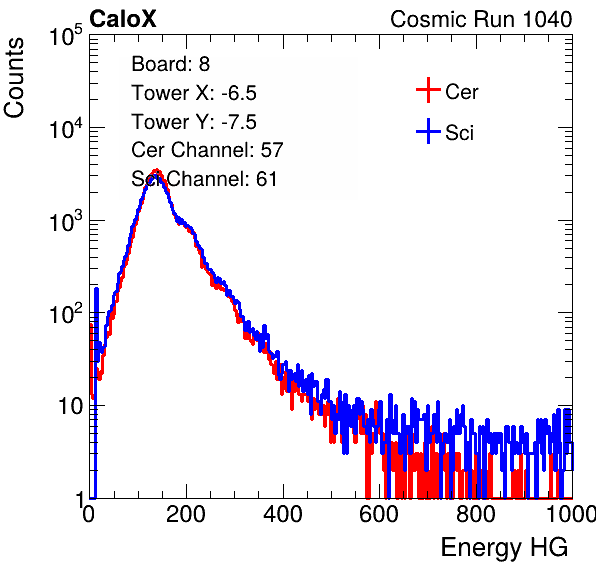 CaloX Cosmic Run 1040
Counts
10^5
10^4
10^3
10^2
10
1
Board: 8
Tower X: -6.5
Tower Y: -7.5
Cer Channel: 57
Sci Channel: 61
Cer
Sci
0 200 400 600 800 1000
Energy HG